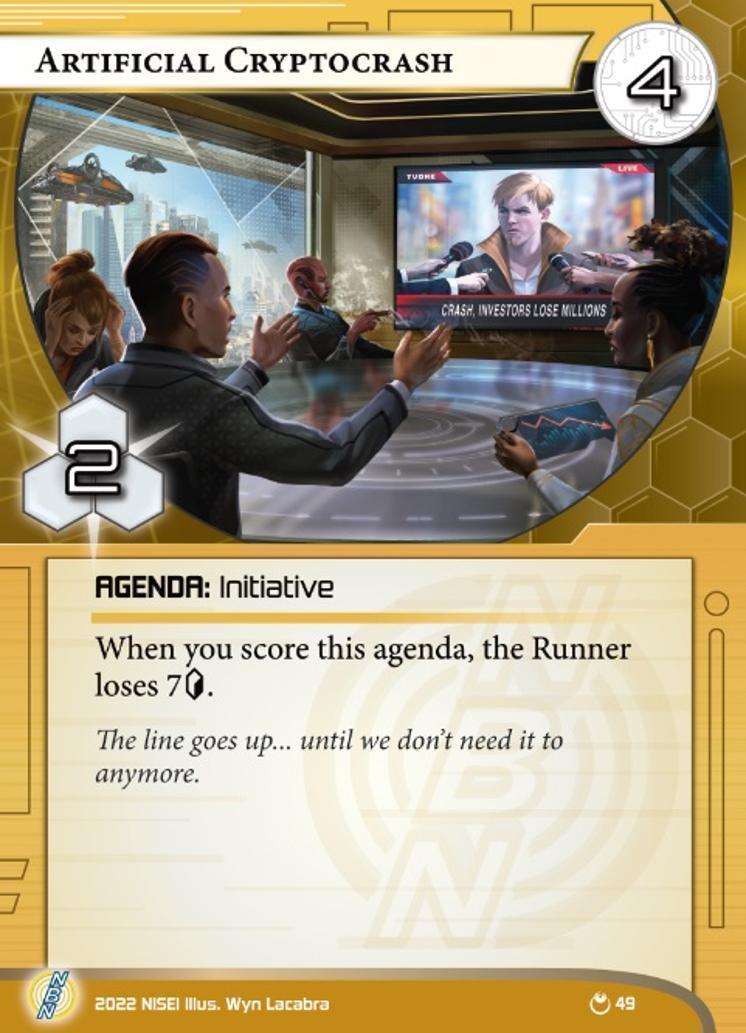 Artificial Cryptocrash
4
TVOHE
LIVE
CRASH, INVESTORS LOSE MILLIONS
2
AGENDA: Initiative
When you score this agenda, the Runner
loses 7.
The line goes up... until we don't need it to
anymore.
NBN
NBN
2022 NISEI Illus. Wyn Lacabra
49